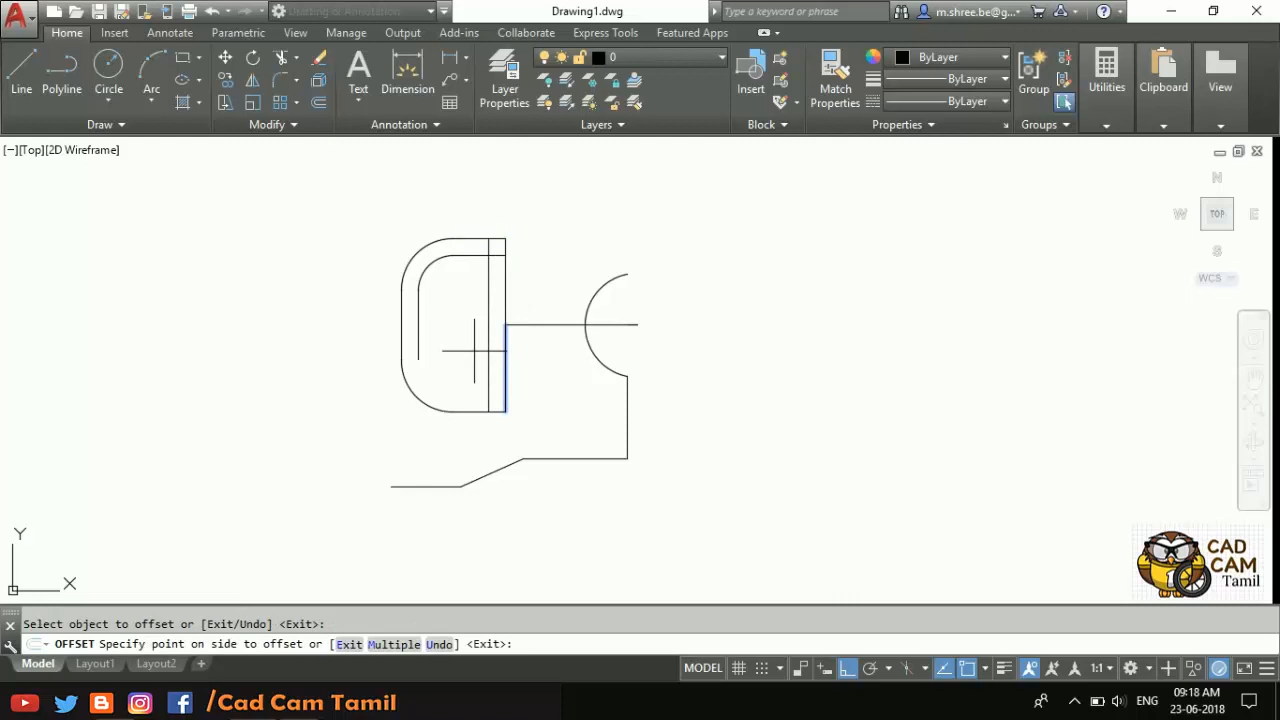 Drafting & Annotation
Drawing1.dwg
Type a keyword or phrase
m.shree.be@g...
Home Insert Annotate Parametric View Manage Output Add-ins Collaborate Express Tools Featured Apps
0
ByLayer
ByLayer
ByLayer
Line Polyline Circle Arc
Text Dimension
Layer Properties
Insert
Match Properties
Group
Utilities
Clipboard
View
Draw Modify Annotation Layers Block Properties Groups
[−][Top][2D Wireframe]
N
W TOP E
S
WCS
Y
X
CAD
CAM
Tamil
Select object to offset or [Exit/Undo] <Exit>:
OFFSET Specify point on side to offset or [Exit Multiple Undo] <Exit>:
Model Layout1 Layout2 +
MODEL 1:1
/Cad Cam Tamil
ENG
09:18 AM
23-06-2018